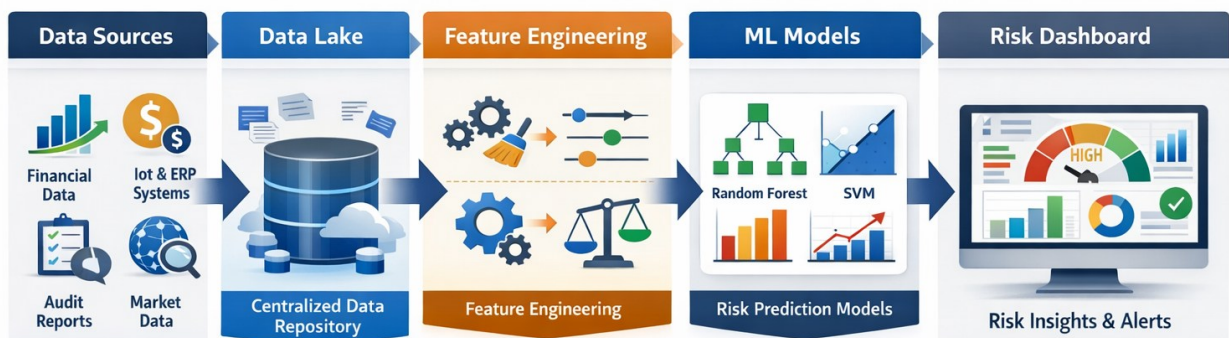 Data Sources
Data Lake
Feature Engineering
ML Models
Risk Dashboard
Financial
Data
Iot & ERP
Systems
Audit
Reports
Market
Data
Centralized Data
Repository
Feature Engineering
Random Forest
SVM
Risk Prediction Models
HIGH
Risk Insights & Alerts